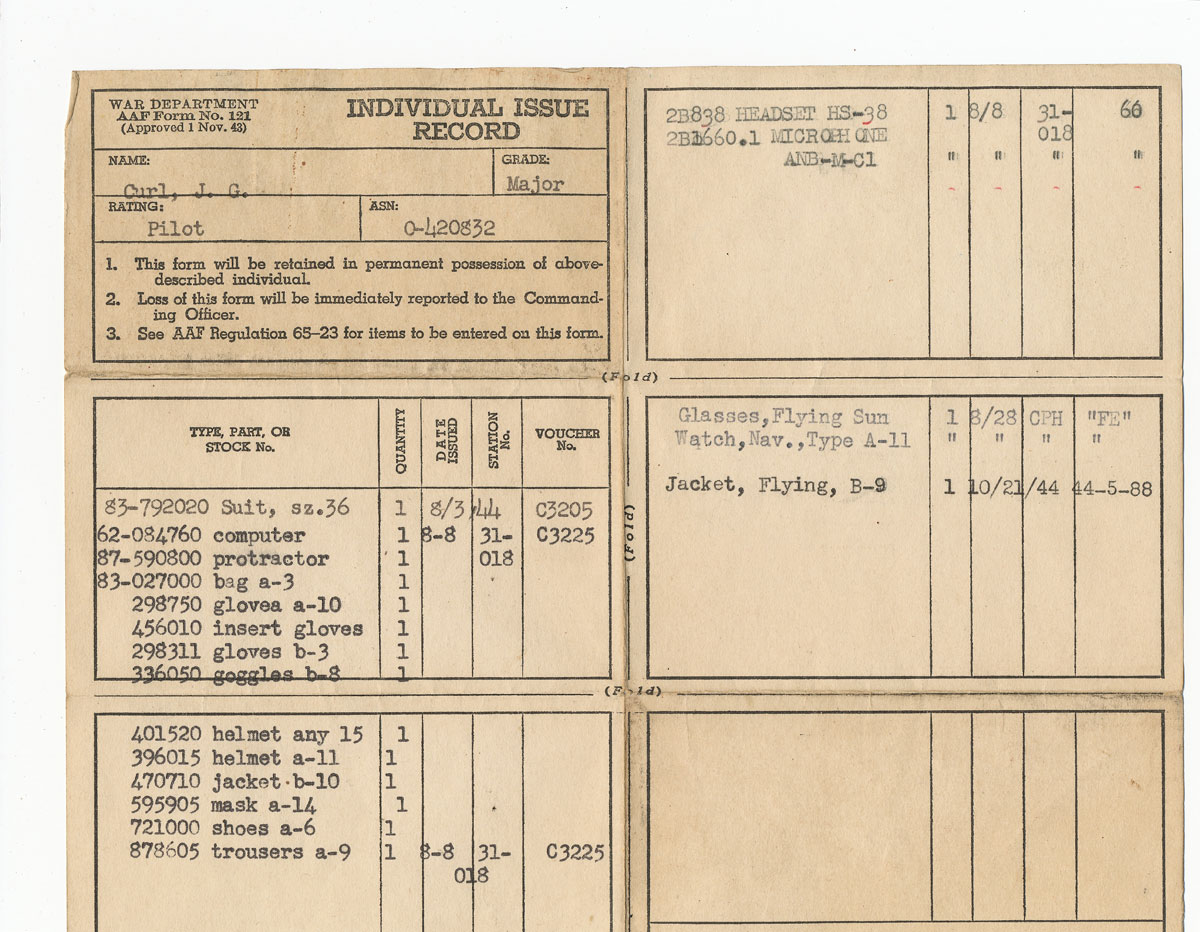 WAR DEPARTMENT
AAF Form No. 121
(Approved 1 Nov. 43)
INDIVIDUAL ISSUE
RECORD
NAME:
Curl, J. G.
GRADE:
Major
RATING:
Pilot
ASN:
O-420832
1. This form will be retained in permanent possession of above-
described individual.
2. Loss of this form will be immediately reported to the Command-
ing Officer.
3. See AAF Regulation 65-23 for items to be entered on this form.
2B838 HEADSET HS-38 1 8/8 31- 66
2B1660.1 MICROPHONE 018
ANB-M-C1 " " " "
(Fold)
TYPE, PART, OR
STOCK No.
QUANTITY
DATE
ISSUED
STATION
No.
VOUCHER
No.
83-792020 Suit, sz.36 1 8/3/44 C3205
62-084760 computer 1 8-8 31- C3225
87-590800 protractor 1 018
83-027000 bag a-3 1
298750 glovea a-10 1
456010 insert gloves 1
298311 gloves b-3 1
336050 goggles b-8 1
(Fold)
Glasses,Flying Sun 1 8/28 CPH "FE"
Watch,Nav.,Type A-11 " " " "
Jacket, Flying, B-9 1 10/21/44 44-5-88
(Fold)
401520 helmet any 15 1
396015 helmet a-11 1
470710 jacket b-10 1
595905 mask a-14 1
721000 shoes a-6 1
878605 trousers a-9 1 8-8 31- C3225
018